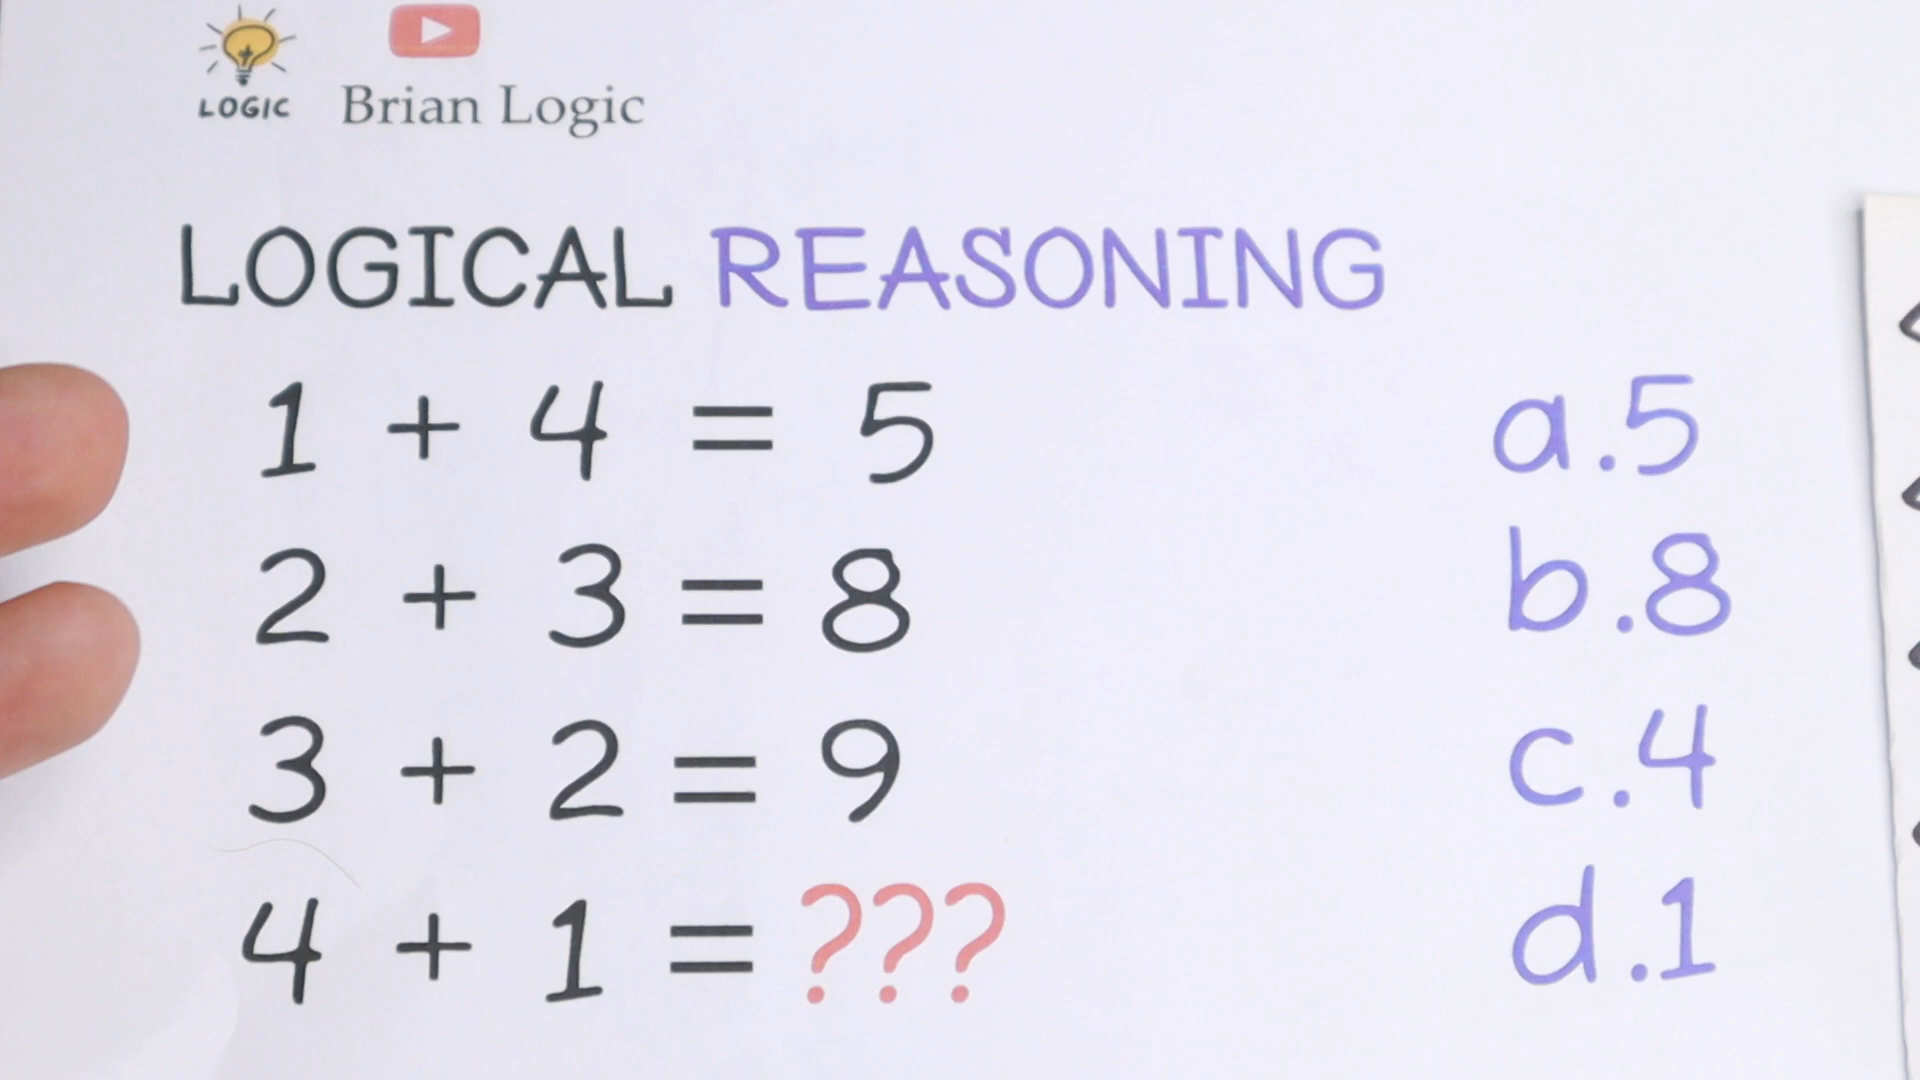 LOGIC
Brian Logic
LOGICAL REASONING
1 + 4 = 5
2 + 3 = 8
3 + 2 = 9
4 + 1 = ???
a.5
b.8
c.4
d.1